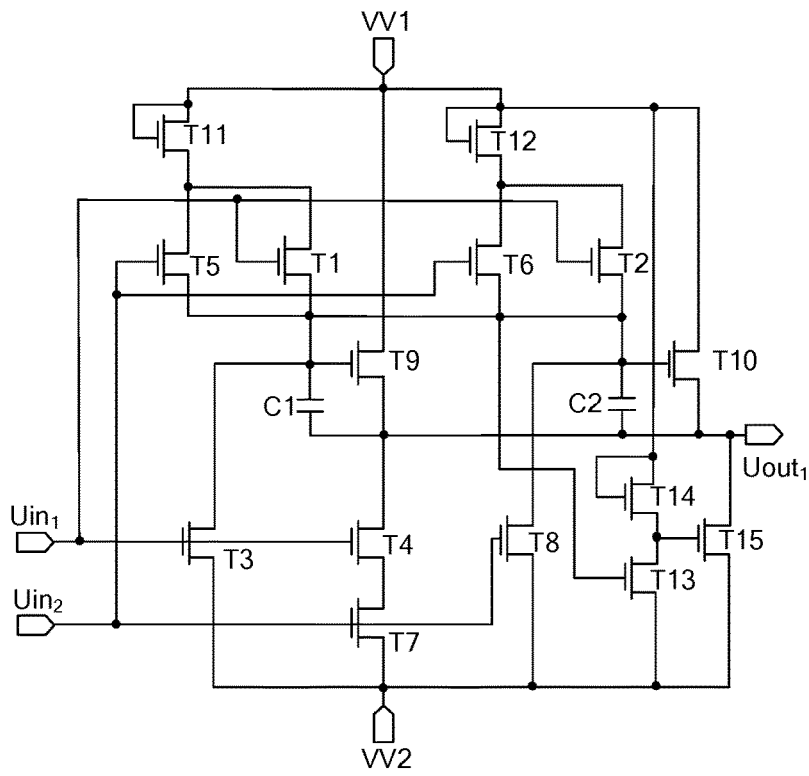 VV1
T11
T12
T5
T1
T6
T2
T9
T10
C1
C2
Uout₁
T14
Uin₁
T3
T4
T8
T15
T13
Uin₂
T7
VV2